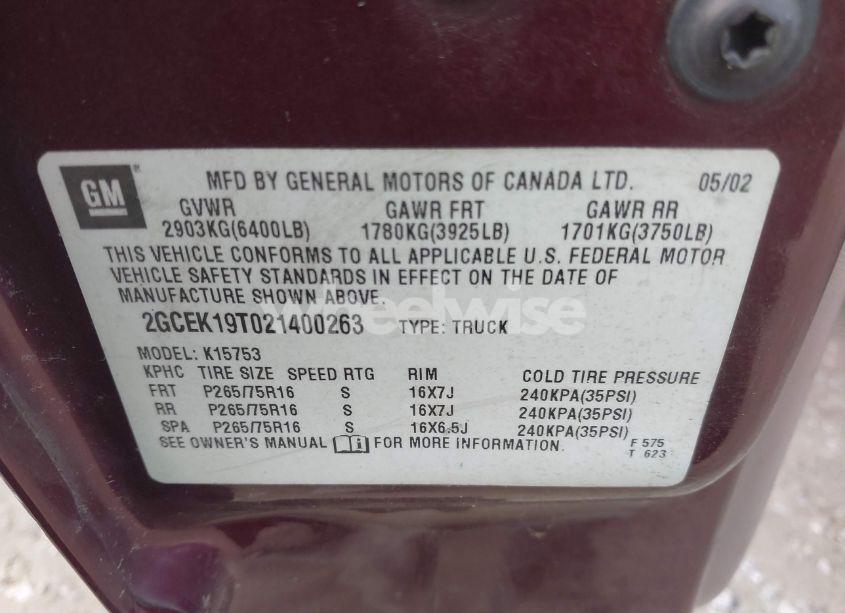 GM
MFD BY GENERAL MOTORS OF CANADA LTD. 05/02
GVWR GAWR FRT GAWR RR
2903KG(6400LB) 1780KG(3925LB) 1701KG(3750LB)
THIS VEHICLE CONFORMS TO ALL APPLICABLE U.S. FEDERAL MOTOR
VEHICLE SAFETY STANDARDS IN EFFECT ON THE DATE OF
MANUFACTURE SHOWN ABOVE.
wheelwise
2GCEK19T021400263 TYPE: TRUCK
MODEL: K15753
KPHC TIRE SIZE SPEED RTG RIM COLD TIRE PRESSURE
FRT P265/75R16 S 16X7J 240KPA(35PSI)
RR P265/75R16 S 16X7J 240KPA(35PSI)
SPA P265/75R16 S 16X6.5J 240KPA(35PSI)
SEE OWNER'S MANUAL i FOR MORE INFORMATION.
F 575
T 623